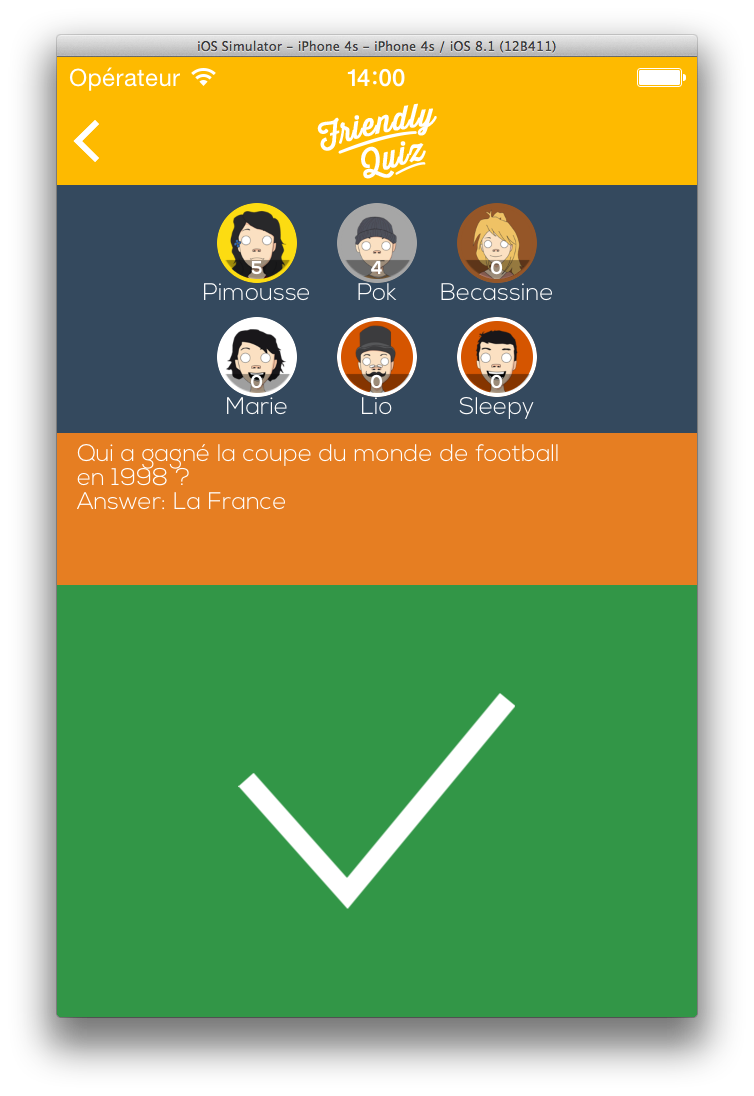 iOS Simulator – iPhone 4s – iPhone 4s / iOS 8.1 (12B411)
Opérateur 14:00
Friendly
Quiz
5 4 0
Pimousse Pok Becassine
0 0 0
Marie Lio Sleepy
Qui a gagné la coupe du monde de football
en 1998 ?
Answer: La France